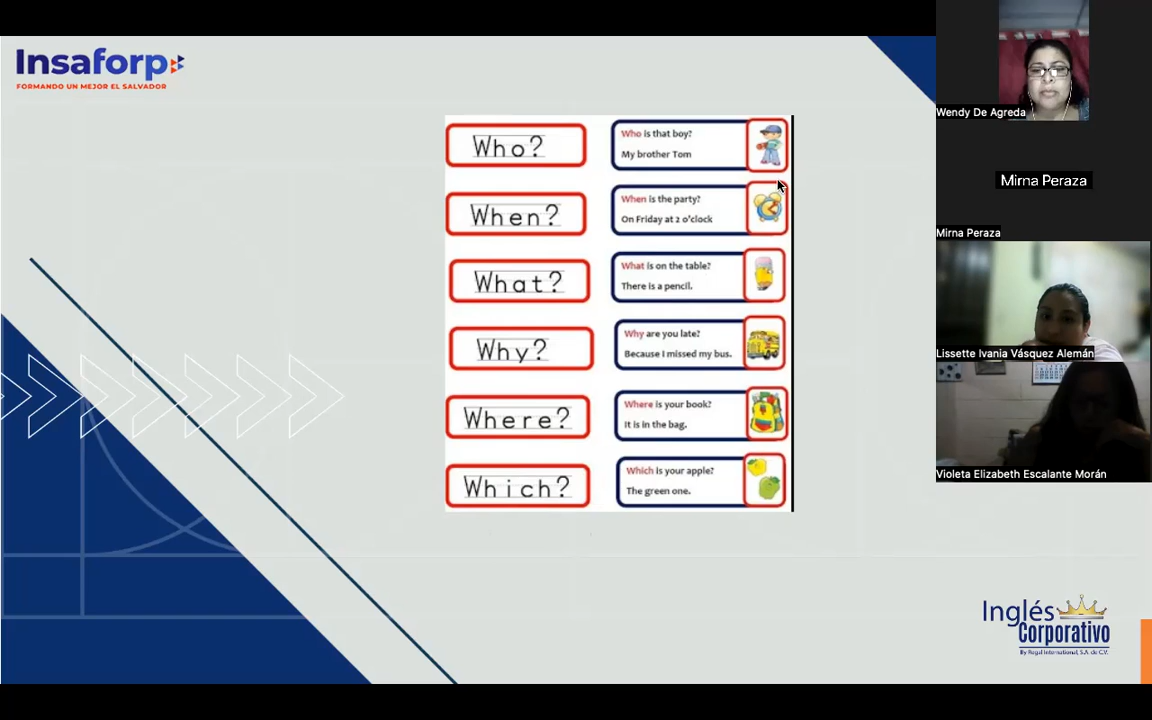 Insaforp
FORMANDO UN MEJOR EL SALVADOR
Who?
Who is that boy?
My brother Tom
When?
When is the party?
On Friday at 2 o'clock
What?
What is on the table?
There is a pencil.
Why?
Why are you late?
Because I missed my bus.
Where?
Where is your book?
It is in the bag.
Which?
Which is your apple?
The green one.
Inglés
Corporativo
By Regal International, S.A. de C.V.
Wendy De Agreda
Mirna Peraza
Mirna Peraza
Lissette Ivania Vásquez Alemán
Violeta Elizabeth Escalante Morán